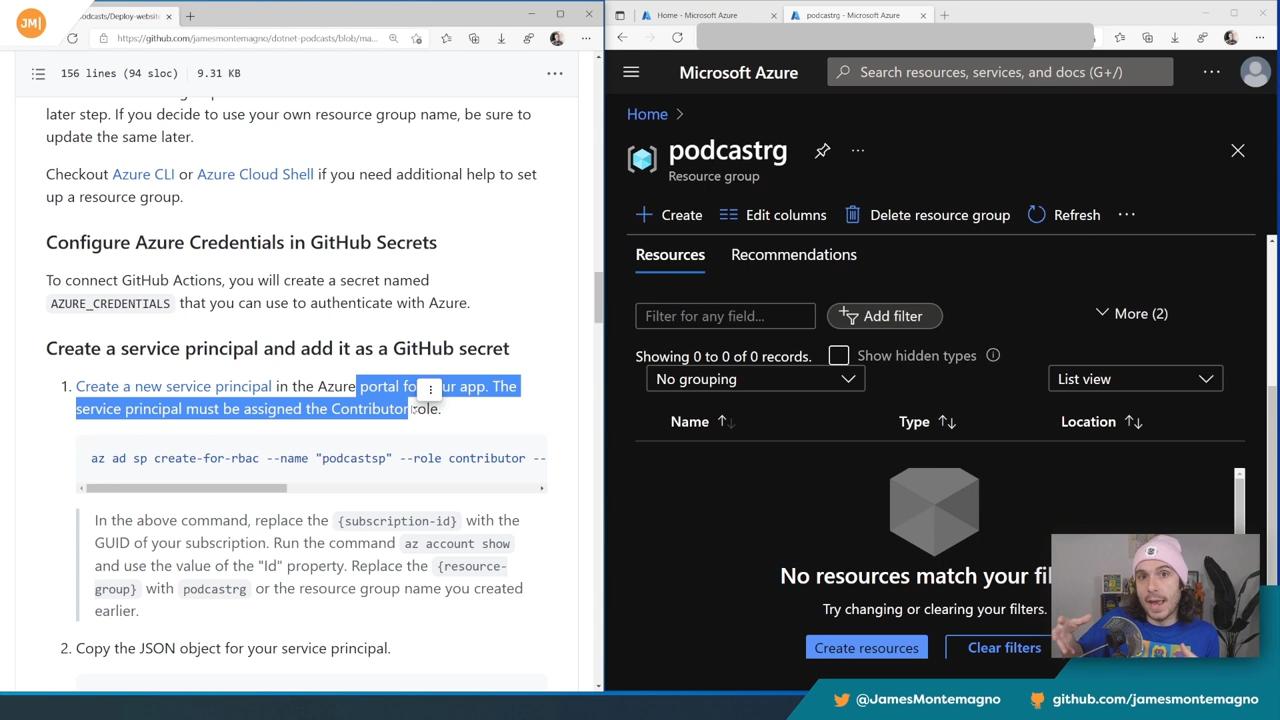 JM|
odcasts/Deploy-website
https://github.com/jamesmontemagno/dotnet-podcasts/blob/ma...
156 lines (94 sloc) 9.31 KB
later step. If you decide to use your own resource group name, be sure to
update the same later.
Checkout Azure CLI or Azure Cloud Shell if you need additional help to set
up a resource group.
Configure Azure Credentials in GitHub Secrets
To connect GitHub Actions, you will create a secret named
AZURE_CREDENTIALS that you can use to authenticate with Azure.
Create a service principal and add it as a GitHub secret
1. Create a new service principal in the Azure portal fo ur app. The
service principal must be assigned the Contributor role.
az ad sp create-for-rbac --name "podcastsp" --role contributor --
In the above command, replace the {subscription-id} with the
GUID of your subscription. Run the command az account show
and use the value of the "Id" property. Replace the {resource-
group} with podcastrg or the resource group name you created
earlier.
2. Copy the JSON object for your service principal.
Home - Microsoft Azure
podcastrg - Microsoft Azure
Microsoft Azure
Search resources, services, and docs (G+/)
Home
podcastrg
Resource group
Create
Edit columns
Delete resource group
Refresh
Resources
Recommendations
Filter for any field...
Add filter
More (2)
Showing 0 to 0 of 0 records.
Show hidden types
No grouping
List view
Name
Type
Location
No resources match your fi
Try changing or clearing your filters.
Create resources
Clear filters
@JamesMontemagno
github.com/jamesmontemagno